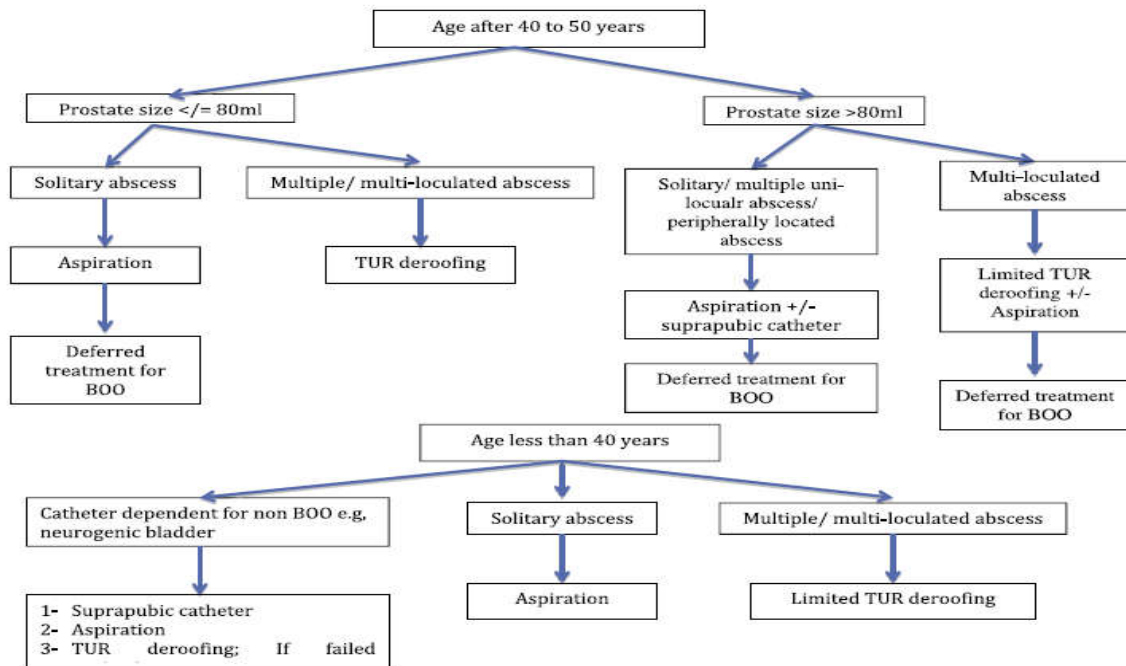 Age after 40 to 50 years
Prostate size </= 80ml
Prostate size >80ml
Solitary abscess
Multiple/ multi-loculated abscess
Solitary/ multiple uni-
locualr abscess/
peripherally located
abscess
Multi-loculated
abscess
Aspiration
TUR deroofing
Limited TUR
deroofing +/-
Aspiration
Aspiration +/-
suprapubic catheter
Deferred
treatment for
BOO
Deferred treatment for
BOO
Deferred treatment
for BOO
Age less than 40 years
Catheter dependent for non BOO e.g,
neurogenic bladder
Solitary abscess
Multiple/ multi-loculated abscess
1- Suprapubic catheter
2- Aspiration
3- TUR deroofing; If failed
Aspiration
Limited TUR deroofing